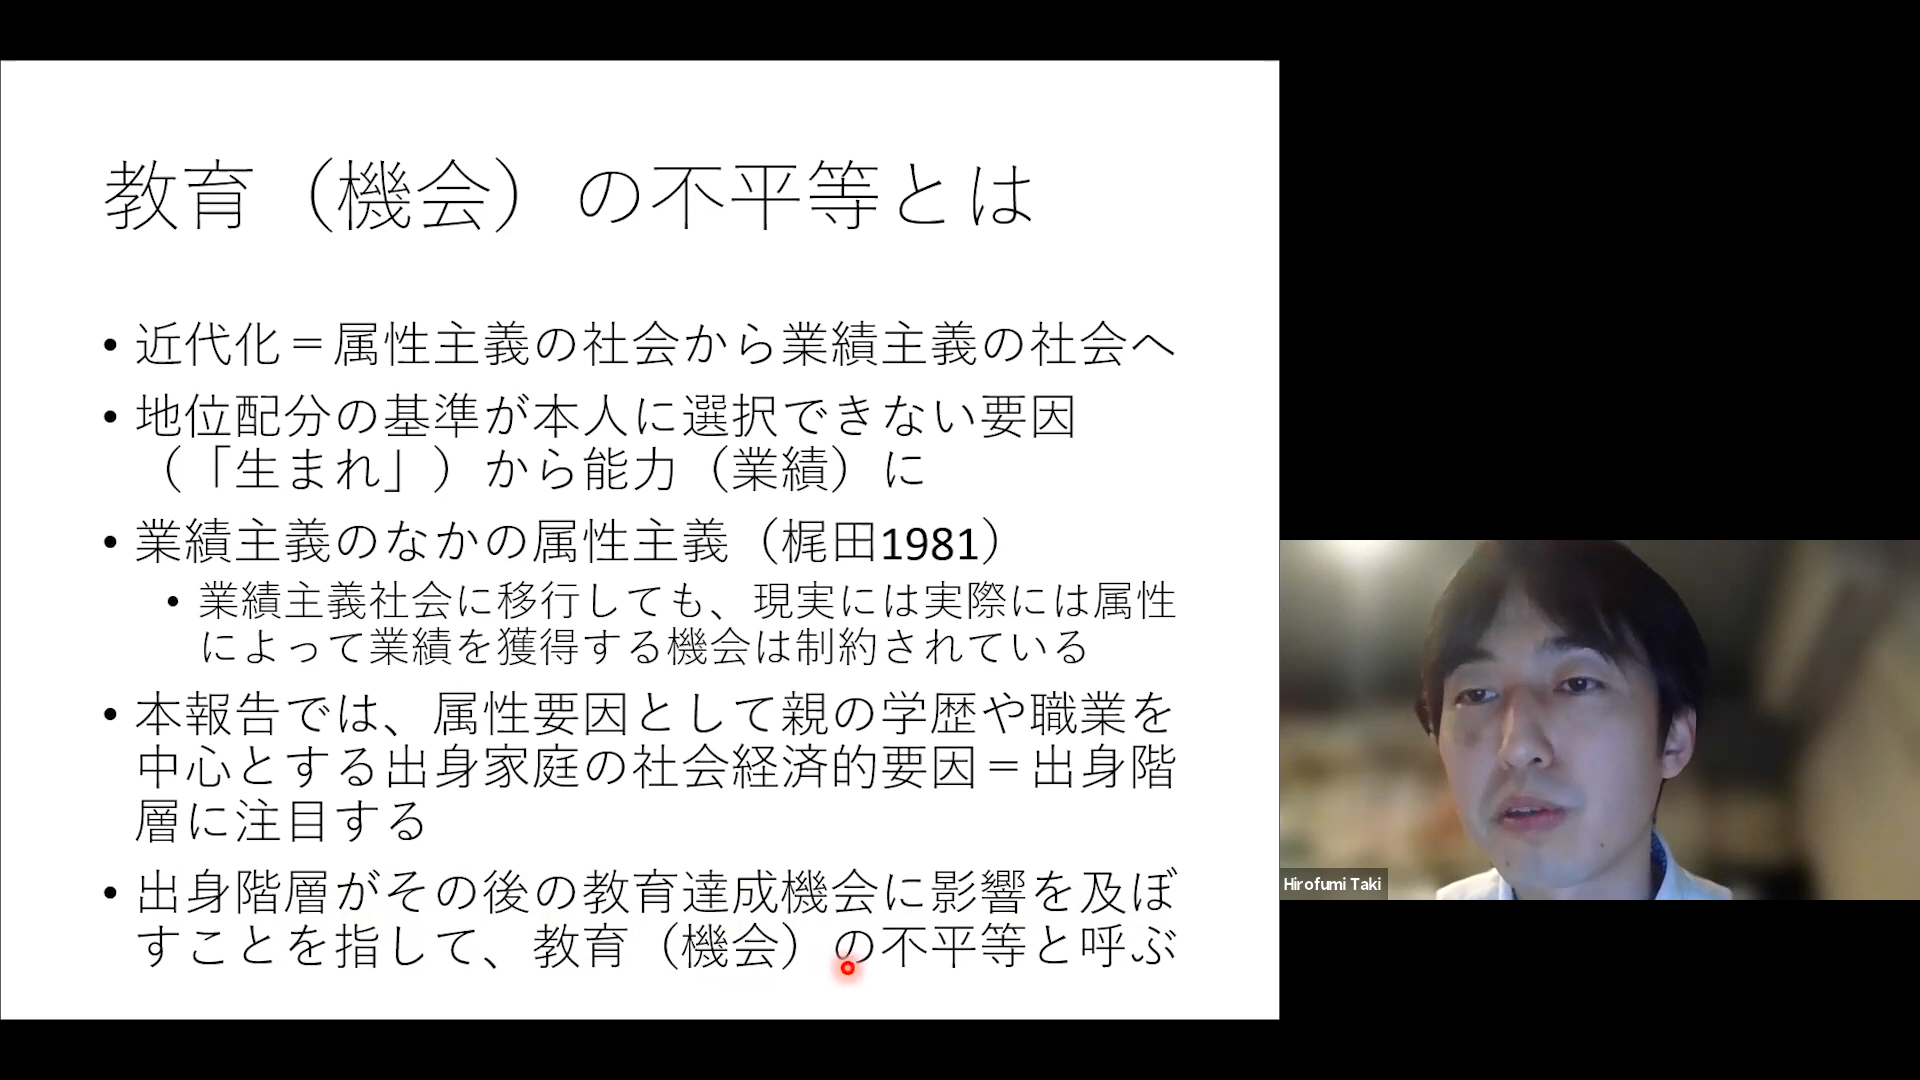 教育（機会）の不平等とは
• 近代化＝属性主義の社会から業績主義の社会へ
• 地位配分の基準が本人に選択できない要因
（「生まれ」）から能力（業績）に
• 業績主義のなかの属性主義（梶田1981）
• 業績主義社会に移行しても、現実には実際には属性
によって業績を獲得する機会は制約されている
• 本報告では、属性要因として親の学歴や職業を
中心とする出身家庭の社会経済的要因＝出身階
層に注目する
• 出身階層がその後の教育達成機会に影響を及ぼ
すことを指して、教育（機会）の不平等と呼ぶ
Hirofumi Taki